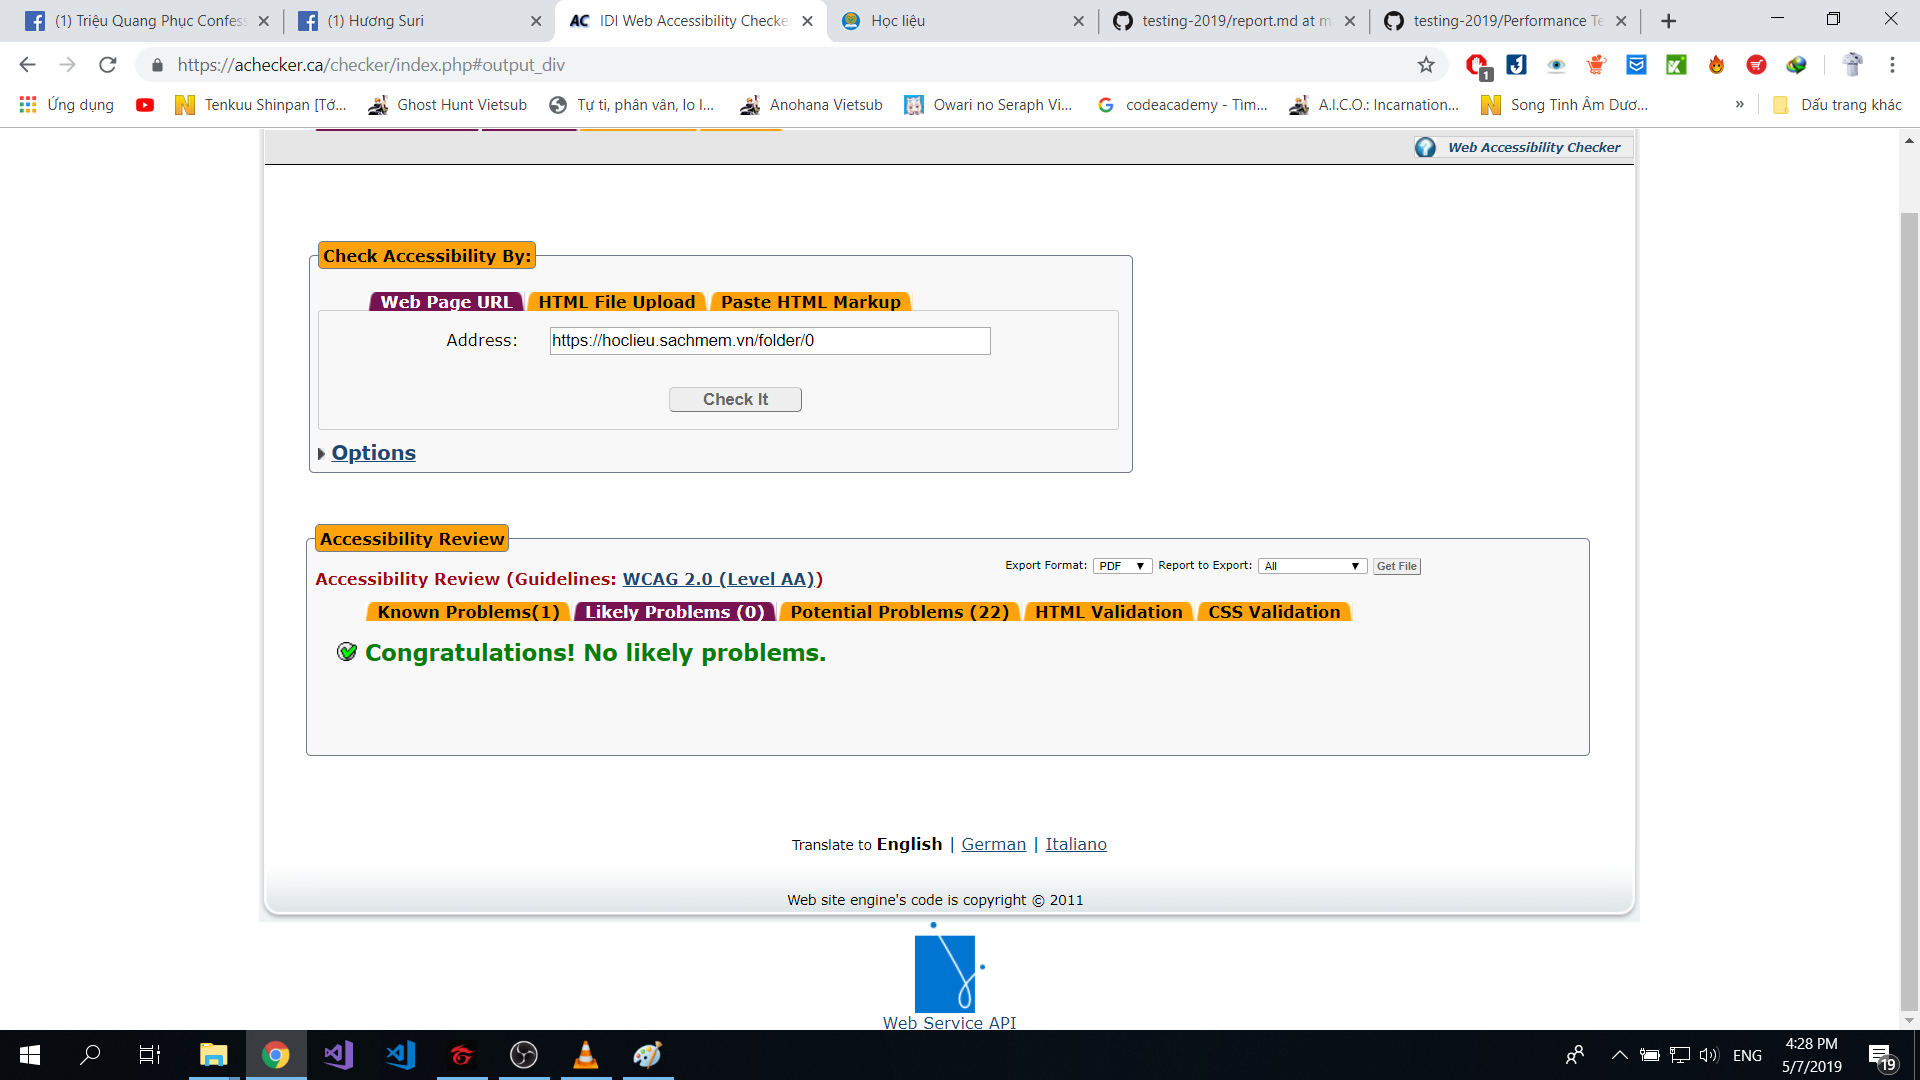 (1) Triệu Quang Phục Confess
(1) Hương Suri
AC IDI Web Accessibility Checke
Học liệu
testing-2019/report.md at m
testing-2019/Performance Te
https://achecker.ca/checker/index.php#output_div
1
Ứng dụng
Tenkuu Shinpan [Tớ...
Ghost Hunt Vietsub
Tự ti, phân vân, lo l...
Anohana Vietsub
Owari no Seraph Vi...
codeacademy - Tìm...
A.I.C.O.: Incarnation...
Song Tinh Âm Dươ...
»
Dấu trang khác
Web Accessibility Checker
Check Accessibility By:
Web Page URL
HTML File Upload
Paste HTML Markup
Address: https://hoclieu.sachmem.vn/folder/0
Check It
Options
Accessibility Review
Export Format: PDF Report to Export: All Get File
Accessibility Review (Guidelines: WCAG 2.0 (Level AA))
Known Problems(1)
Likely Problems (0)
Potential Problems (22)
HTML Validation
CSS Validation
Congratulations! No likely problems.
Translate to English | German | Italiano
Web site engine's code is copyright © 2011
Web Service API
ENG
4:28 PM
5/7/2019
19